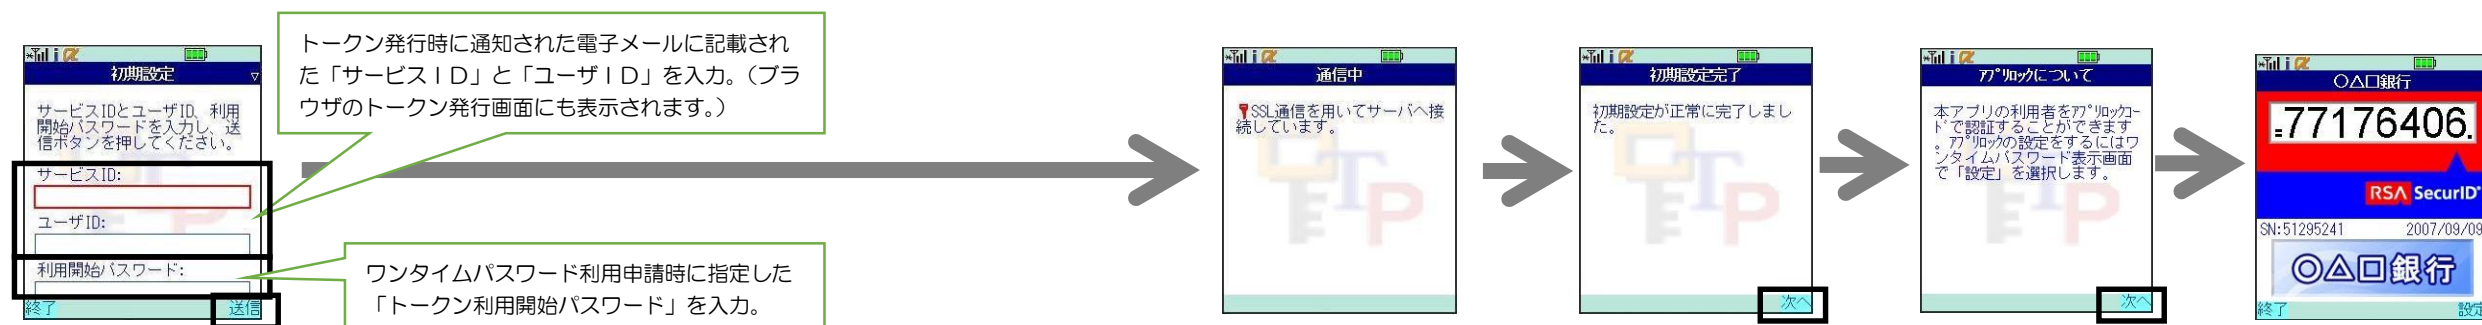 初期設定
サービスIDとユーザID、利用
開始パスワードを入力し、送
信ボタンを押してください。
サービスID:
ユーザID:
利用開始パスワード:
終了
送信
トークン発行時に通知された電子メールに記載され
た「サービスＩＤ」と「ユーザＩＤ」を入力。（ブラ
ウザのトークン発行画面にも表示されます。）
ワンタイムパスワード利用申請時に指定した
「トークン利用開始パスワード」を入力。
通信中
SSL通信を用いてサーバへ接
続しています。
初期設定完了
初期設定が正常に完了しまし
た。
次へ
ｱﾌﾟﾘﾛｯｸについて
本アプリの利用者をｱﾌﾟﾘﾛｯｸｺｰ
ﾄﾞで認証することができます
。ｱﾌﾟﾘﾛｯｸの設定をするにはワ
ンタイムパスワード表示画面
で「設定」を選択します。
次へ
○△口銀行
77176406
RSA SecurID®
SN:51295241
2007/09/09
◎△口銀行
終了
設定